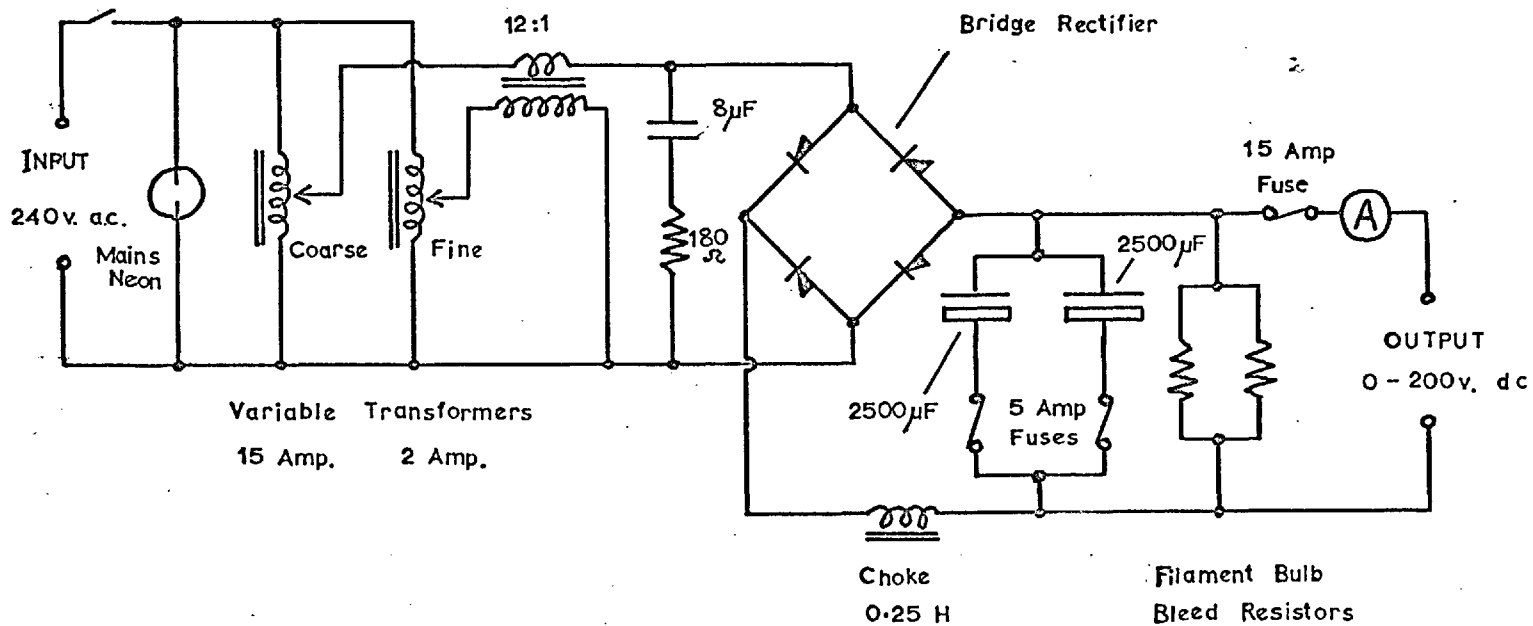 12:1
Bridge Rectifier
8µF
INPUT
240v. a.c.
Mains
Neon
Coarse
Fine
180
Ω
15 Amp
Fuse
A
2500µF
OUTPUT
0-200v. dc
2500µF
5 Amp
Fuses
Variable Transformers
15 Amp. 2 Amp.
Choke
0·25 H
Filament Bulb
Bleed Resistors